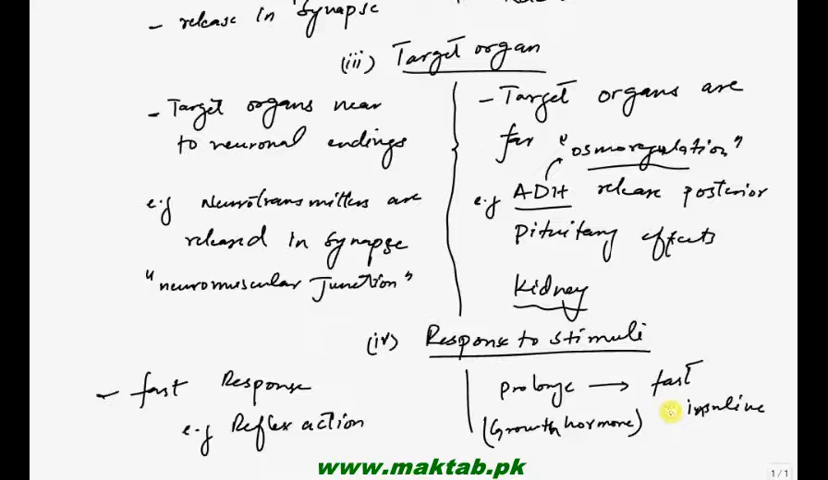 - release in Synapse
(iii) Target organ
- Target organs near
to neuronal endings
e.g Neurotransmitters are
released in Synapse
"neuromuscular Junction"
- Target organs are
far "osmoregulation"
e.g ADH release posterior
Pituitary effects
Kidney
(iv) Response to stimuli
- fast Response
e.g Reflex action
prolonge → fast
(Growth hormone) insuline
www.maktab.pk
1/1